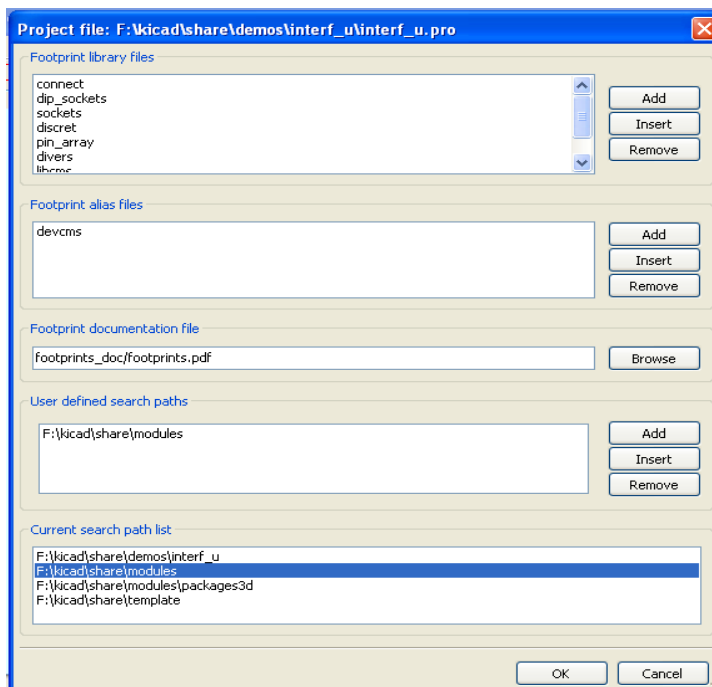 Project file: F:\kicad\share\demos\interf_u\interf_u.pro
Footprint library files
connect
dip_sockets
sockets
discret
pin_array
divers
libcms
Add
Insert
Remove
Footprint alias files
devcms
Add
Insert
Remove
Footprint documentation file
footprints_doc/footprints.pdf
Browse
User defined search paths
F:\kicad\share\modules
Add
Insert
Remove
Current search path list
F:\kicad\share\demos\interf_u
F:\kicad\share\modules
F:\kicad\share\modules\packages3d
F:\kicad\share\template
OK
Cancel